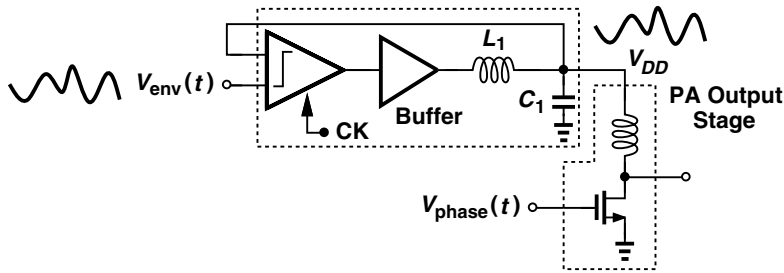 L1
VDD
Venv(t)
C1
PA Output
Stage
Buffer
CK
Vphase(t)